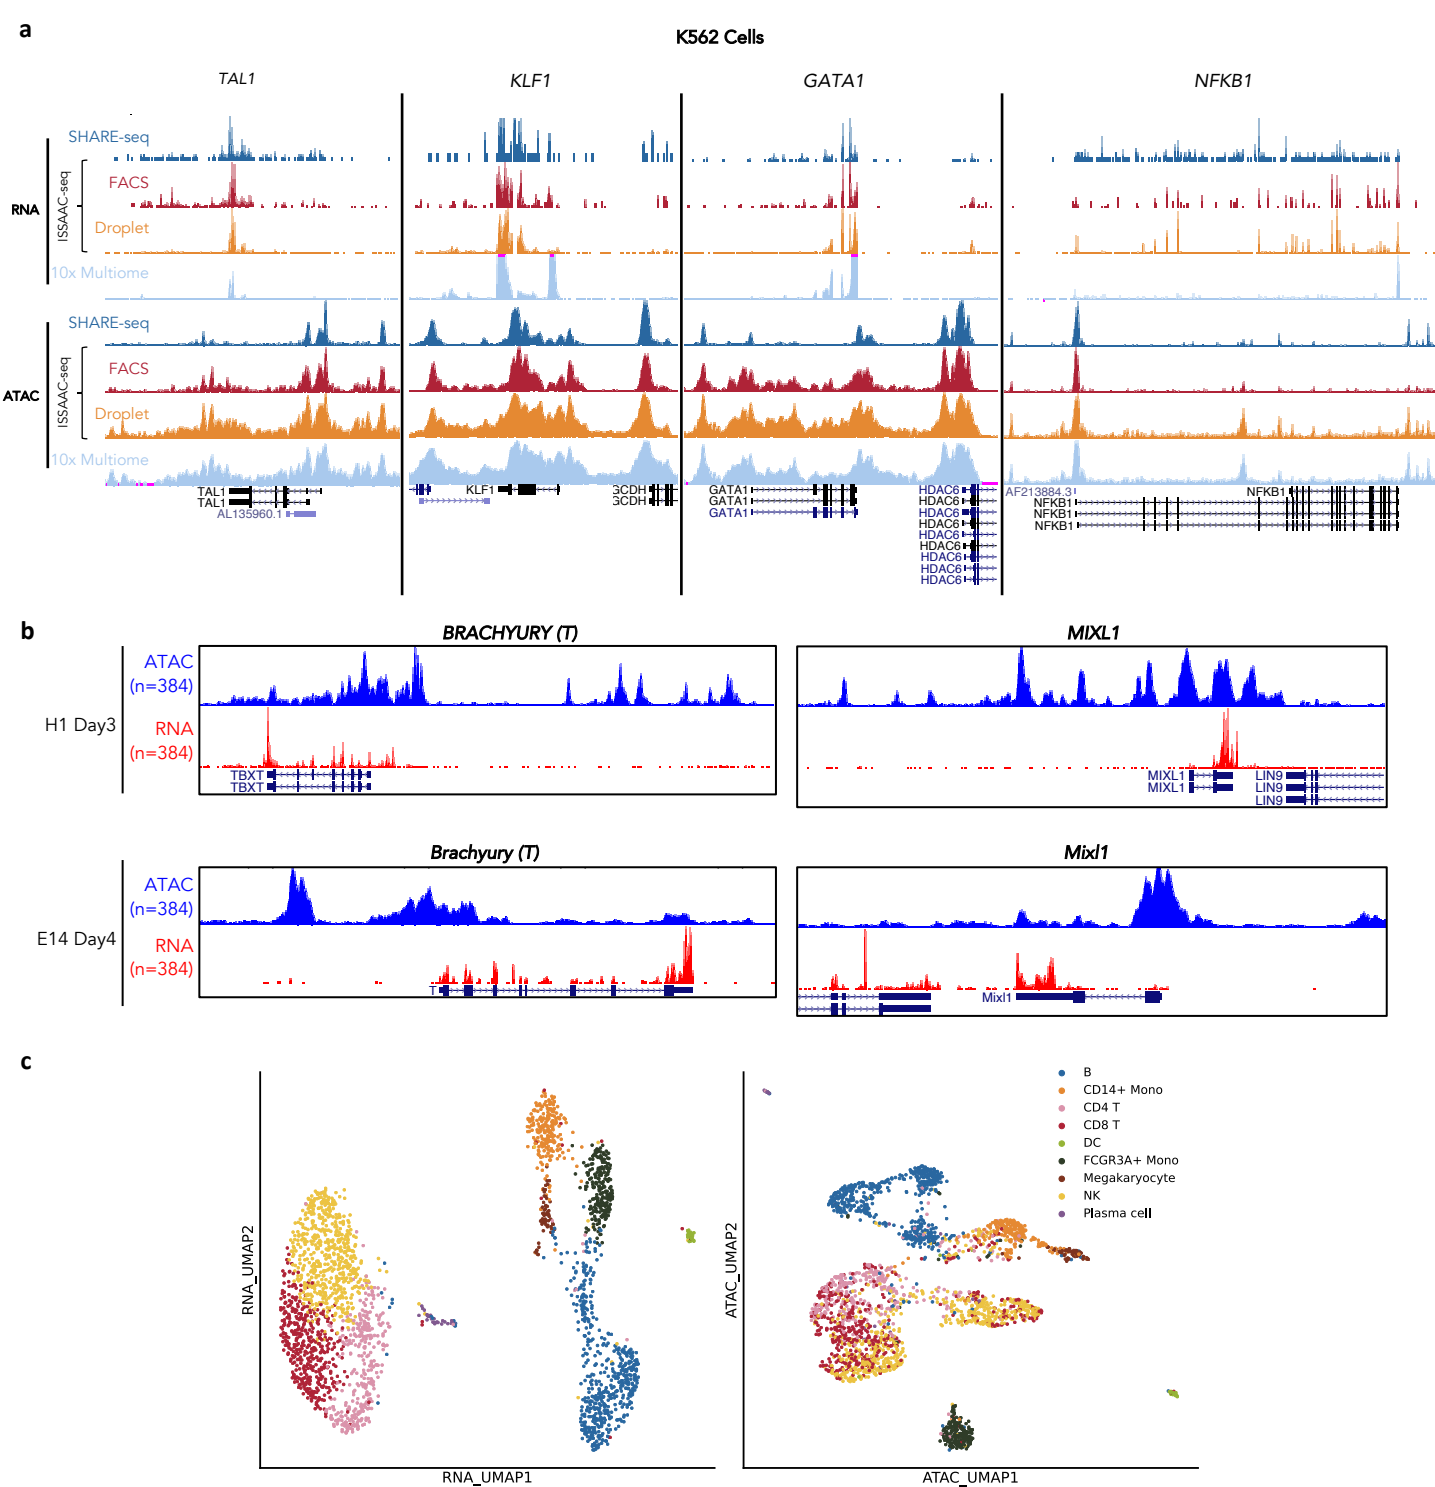 a
K562 Cells
TAL1 KLF1 GATA1 NFKB1
RNA
ISSAAC-seq
SHARE-seq
FACS
Droplet
10x Multiome
ATAC
ISSAAC-seq
SHARE-seq
FACS
Droplet
10x Multiome
TAL1
TAL1
AL135960.1
KLF1
GCDH
GCDH
GATA1
GATA1
GATA1
HDAC6
HDAC6
HDAC6
HDAC6
HDAC6
HDAC6
HDAC6
HDAC6
HDAC6
AF213884.3
NFKB1
NFKB1
NFKB1
NFKB1
b
BRACHYURY (T) MIXL1
H1 Day3
ATAC
(n=384)
RNA
(n=384)
TBXT
TBXT
MIXL1
MIXL1
LIN9
LIN9
LIN9
Brachyury (T) Mixl1
E14 Day4
ATAC
(n=384)
RNA
(n=384)
T
Mixl1
c
RNA_UMAP2
RNA_UMAP1
ATAC_UMAP2
ATAC_UMAP1
B
CD14+ Mono
CD4 T
CD8 T
DC
FCGR3A+ Mono
Megakaryocyte
NK
Plasma cell